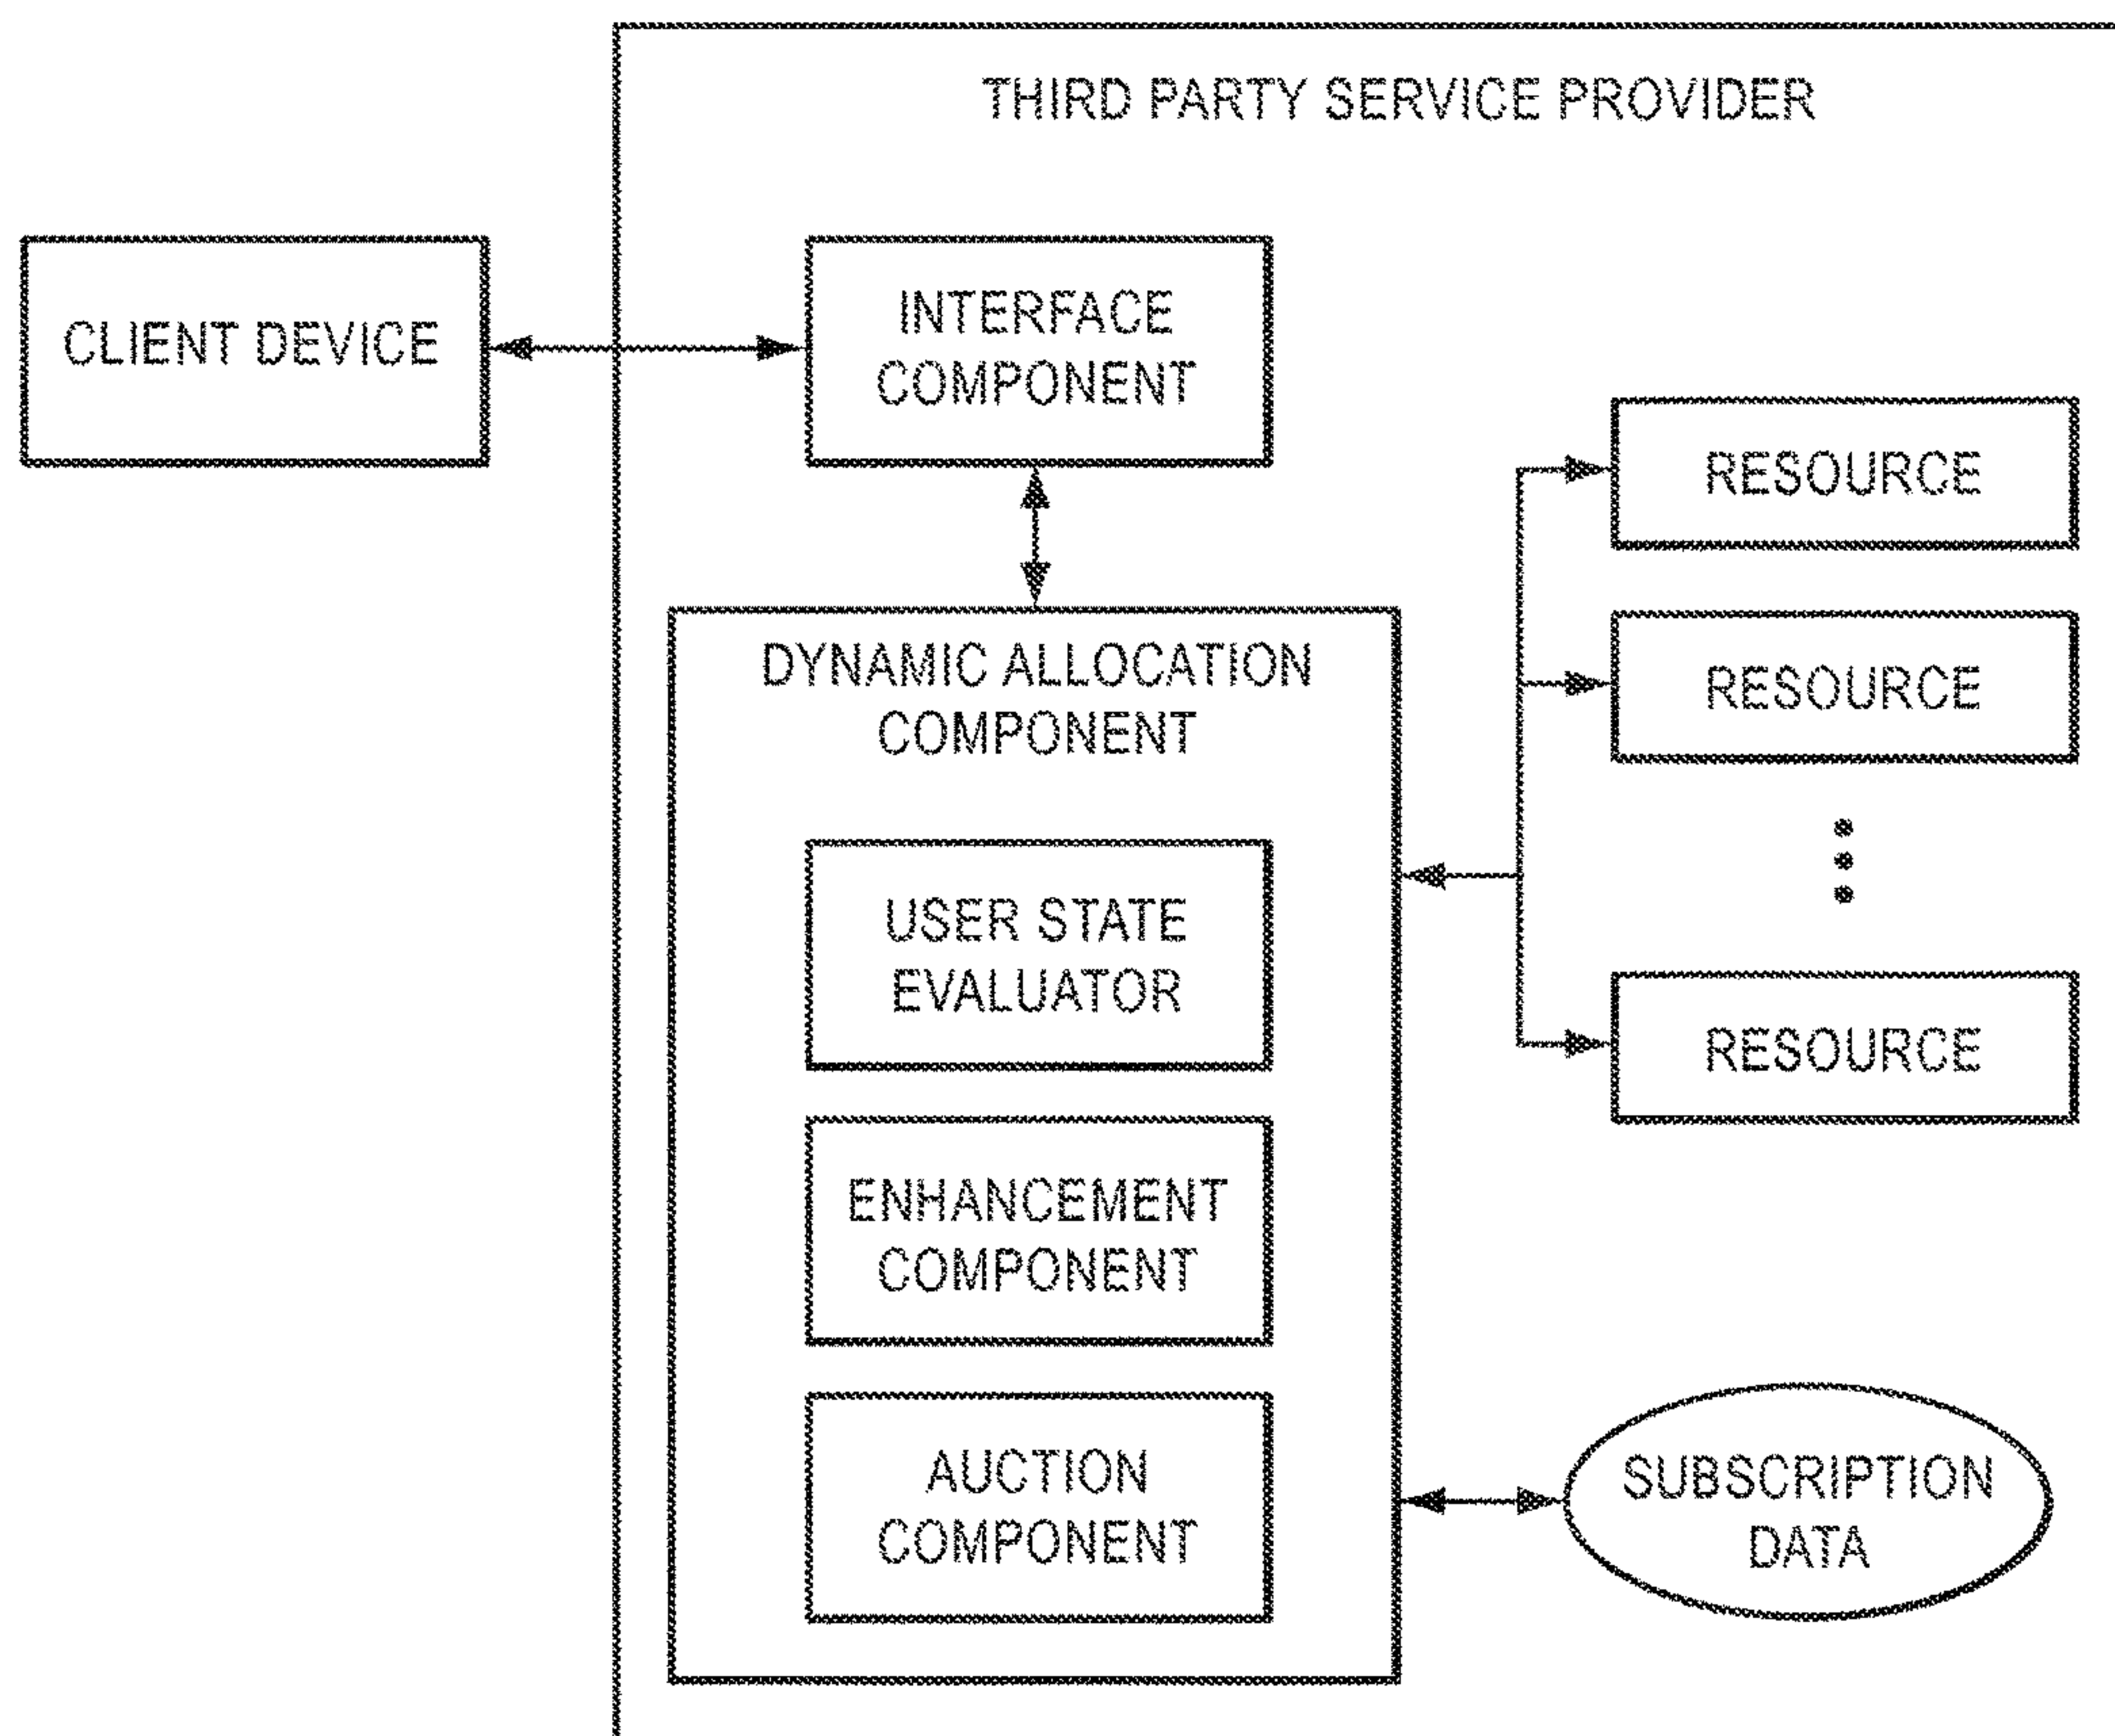 THIRD PARTY SERVICE PROVIDER
CLIENT DEVICE
INTERFACE
COMPONENT
RESOURCE
RESOURCE
RESOURCE
DYNAMIC ALLOCATION
COMPONENT
USER STATE
EVALUATOR
ENHANCEMENT
COMPONENT
AUCTION
COMPONENT
SUBSCRIPTION
DATA